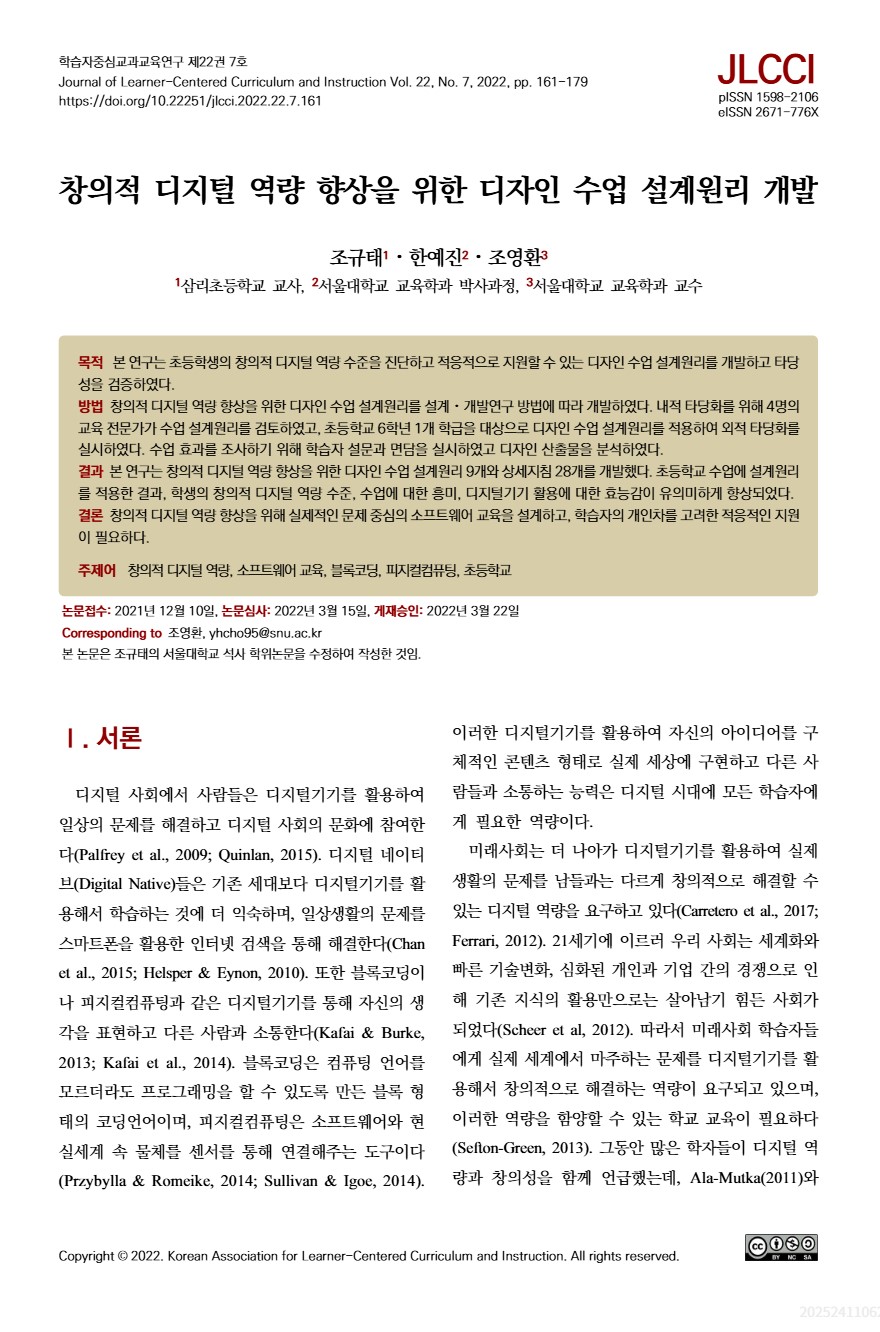 학습자중심교과교육연구 제22권 7호
Journal of Learner-Centered Curriculum and Instruction Vol. 22, No. 7, 2022, pp. 161-179
https://doi.org/10.22251/jlcci.2022.22.7.161
JLCCI
pISSN 1598-2106
eISSN 2671-776X
창의적 디지털 역량 향상을 위한 디자인 수업 설계원리 개발
조규태1・한예진2・조영환3
1삼리초등학교 교사, 2서울대학교 교육학과 박사과정, 3서울대학교 교육학과 교수
목적 본 연구는 초등학생의 창의적 디지털 역량 수준을 진단하고 적응적으로 지원할 수 있는 디자인 수업 설계원리를 개발하고 타당
성을 검증하였다.
방법 창의적 디지털 역량 향상을 위한 디자인 수업 설계원리를 설계・개발연구 방법에 따라 개발하였다. 내적 타당화를 위해 4명의
교육 전문가가 수업 설계원리를 검토하였고, 초등학교 6학년 1개 학급을 대상으로 디자인 수업 설계원리를 적용하여 외적 타당화를
실시하였다. 수업 효과를 조사하기 위해 학습자 설문과 면담을 실시하였고 디자인 산출물을 분석하였다.
결과 본 연구는 창의적 디지털 역량 향상을 위한 디자인 수업 설계원리 9개와 상세지침 28개를 개발했다. 초등학교 수업에 설계원리
를 적용한 결과, 학생의 창의적 디지털 역량 수준, 수업에 대한 흥미, 디지털기기 활용에 대한 효능감이 유의미하게 향상되었다.
결론 창의적 디지털 역량 향상을 위해 실제적인 문제 중심의 소프트웨어 교육을 설계하고, 학습자의 개인차를 고려한 적응적인 지원
이 필요하다.
주제어 창의적 디지털 역량, 소프트웨어 교육, 블록코딩, 피지컬컴퓨팅, 초등학교
논문접수: 2021년 12월 10일, 논문심사: 2022년 3월 15일, 게재승인: 2022년 3월 22일
Corresponding to 조영환, yhcho95@snu.ac.kr
본 논문은 조규태의 서울대학교 석사 학위논문을 수정하여 작성한 것임.
Ⅰ. 서론
디지털 사회에서 사람들은 디지털기기를 활용하여
일상의 문제를 해결하고 디지털 사회의 문화에 참여한
다(Palfrey et al., 2009; Quinlan, 2015). 디지털 네이티
브(Digital Native)들은 기존 세대보다 디지털기기를 활
용해서 학습하는 것에 더 익숙하며, 일상생활의 문제를
스마트폰을 활용한 인터넷 검색을 통해 해결한다(Chan
et al., 2015; Helsper & Eynon, 2010). 또한 블록코딩이
나 피지컬컴퓨팅과 같은 디지털기기를 통해 자신의 생
각을 표현하고 다른 사람과 소통한다(Kafai & Burke,
2013; Kafai et al., 2014). 블록코딩은 컴퓨팅 언어를
모르더라도 프로그래밍을 할 수 있도록 만든 블록 형
태의 코딩언어이며, 피지컬컴퓨팅은 소프트웨어와 현
실세계 속 물체를 센서를 통해 연결해주는 도구이다
(Przybylla & Romeike, 2014; Sullivan & Igoe, 2014).
이러한 디지털기기를 활용하여 자신의 아이디어를 구
체적인 콘텐츠 형태로 실제 세상에 구현하고 다른 사
람들과 소통하는 능력은 디지털 시대에 모든 학습자에
게 필요한 역량이다.
미래사회는 더 나아가 디지털기기를 활용하여 실제
생활의 문제를 남들과는 다르게 창의적으로 해결할 수
있는 디지털 역량을 요구하고 있다(Carretero et al., 2017;
Ferrari, 2012). 21세기에 이르러 우리 사회는 세계화와
빠른 기술변화, 심화된 개인과 기업 간의 경쟁으로 인
해 기존 지식의 활용만으로는 살아남기 힘든 사회가
되었다(Scheer et al, 2012). 따라서 미래사회 학습자들
에게 실제 세계에서 마주하는 문제를 디지털기기를 활
용해서 창의적으로 해결하는 역량이 요구되고 있으며,
이러한 역량을 함양할 수 있는 학교 교육이 필요하다
(Sefton-Green, 2013). 그동안 많은 학자들이 디지털 역
량과 창의성을 함께 언급했는데, Ala-Mutka(2011)와
Copyright © 2022. Korean Association for Learner-Centered Curriculum and Instruction. All rights reserved.
cc
BY NC SA
2025241106